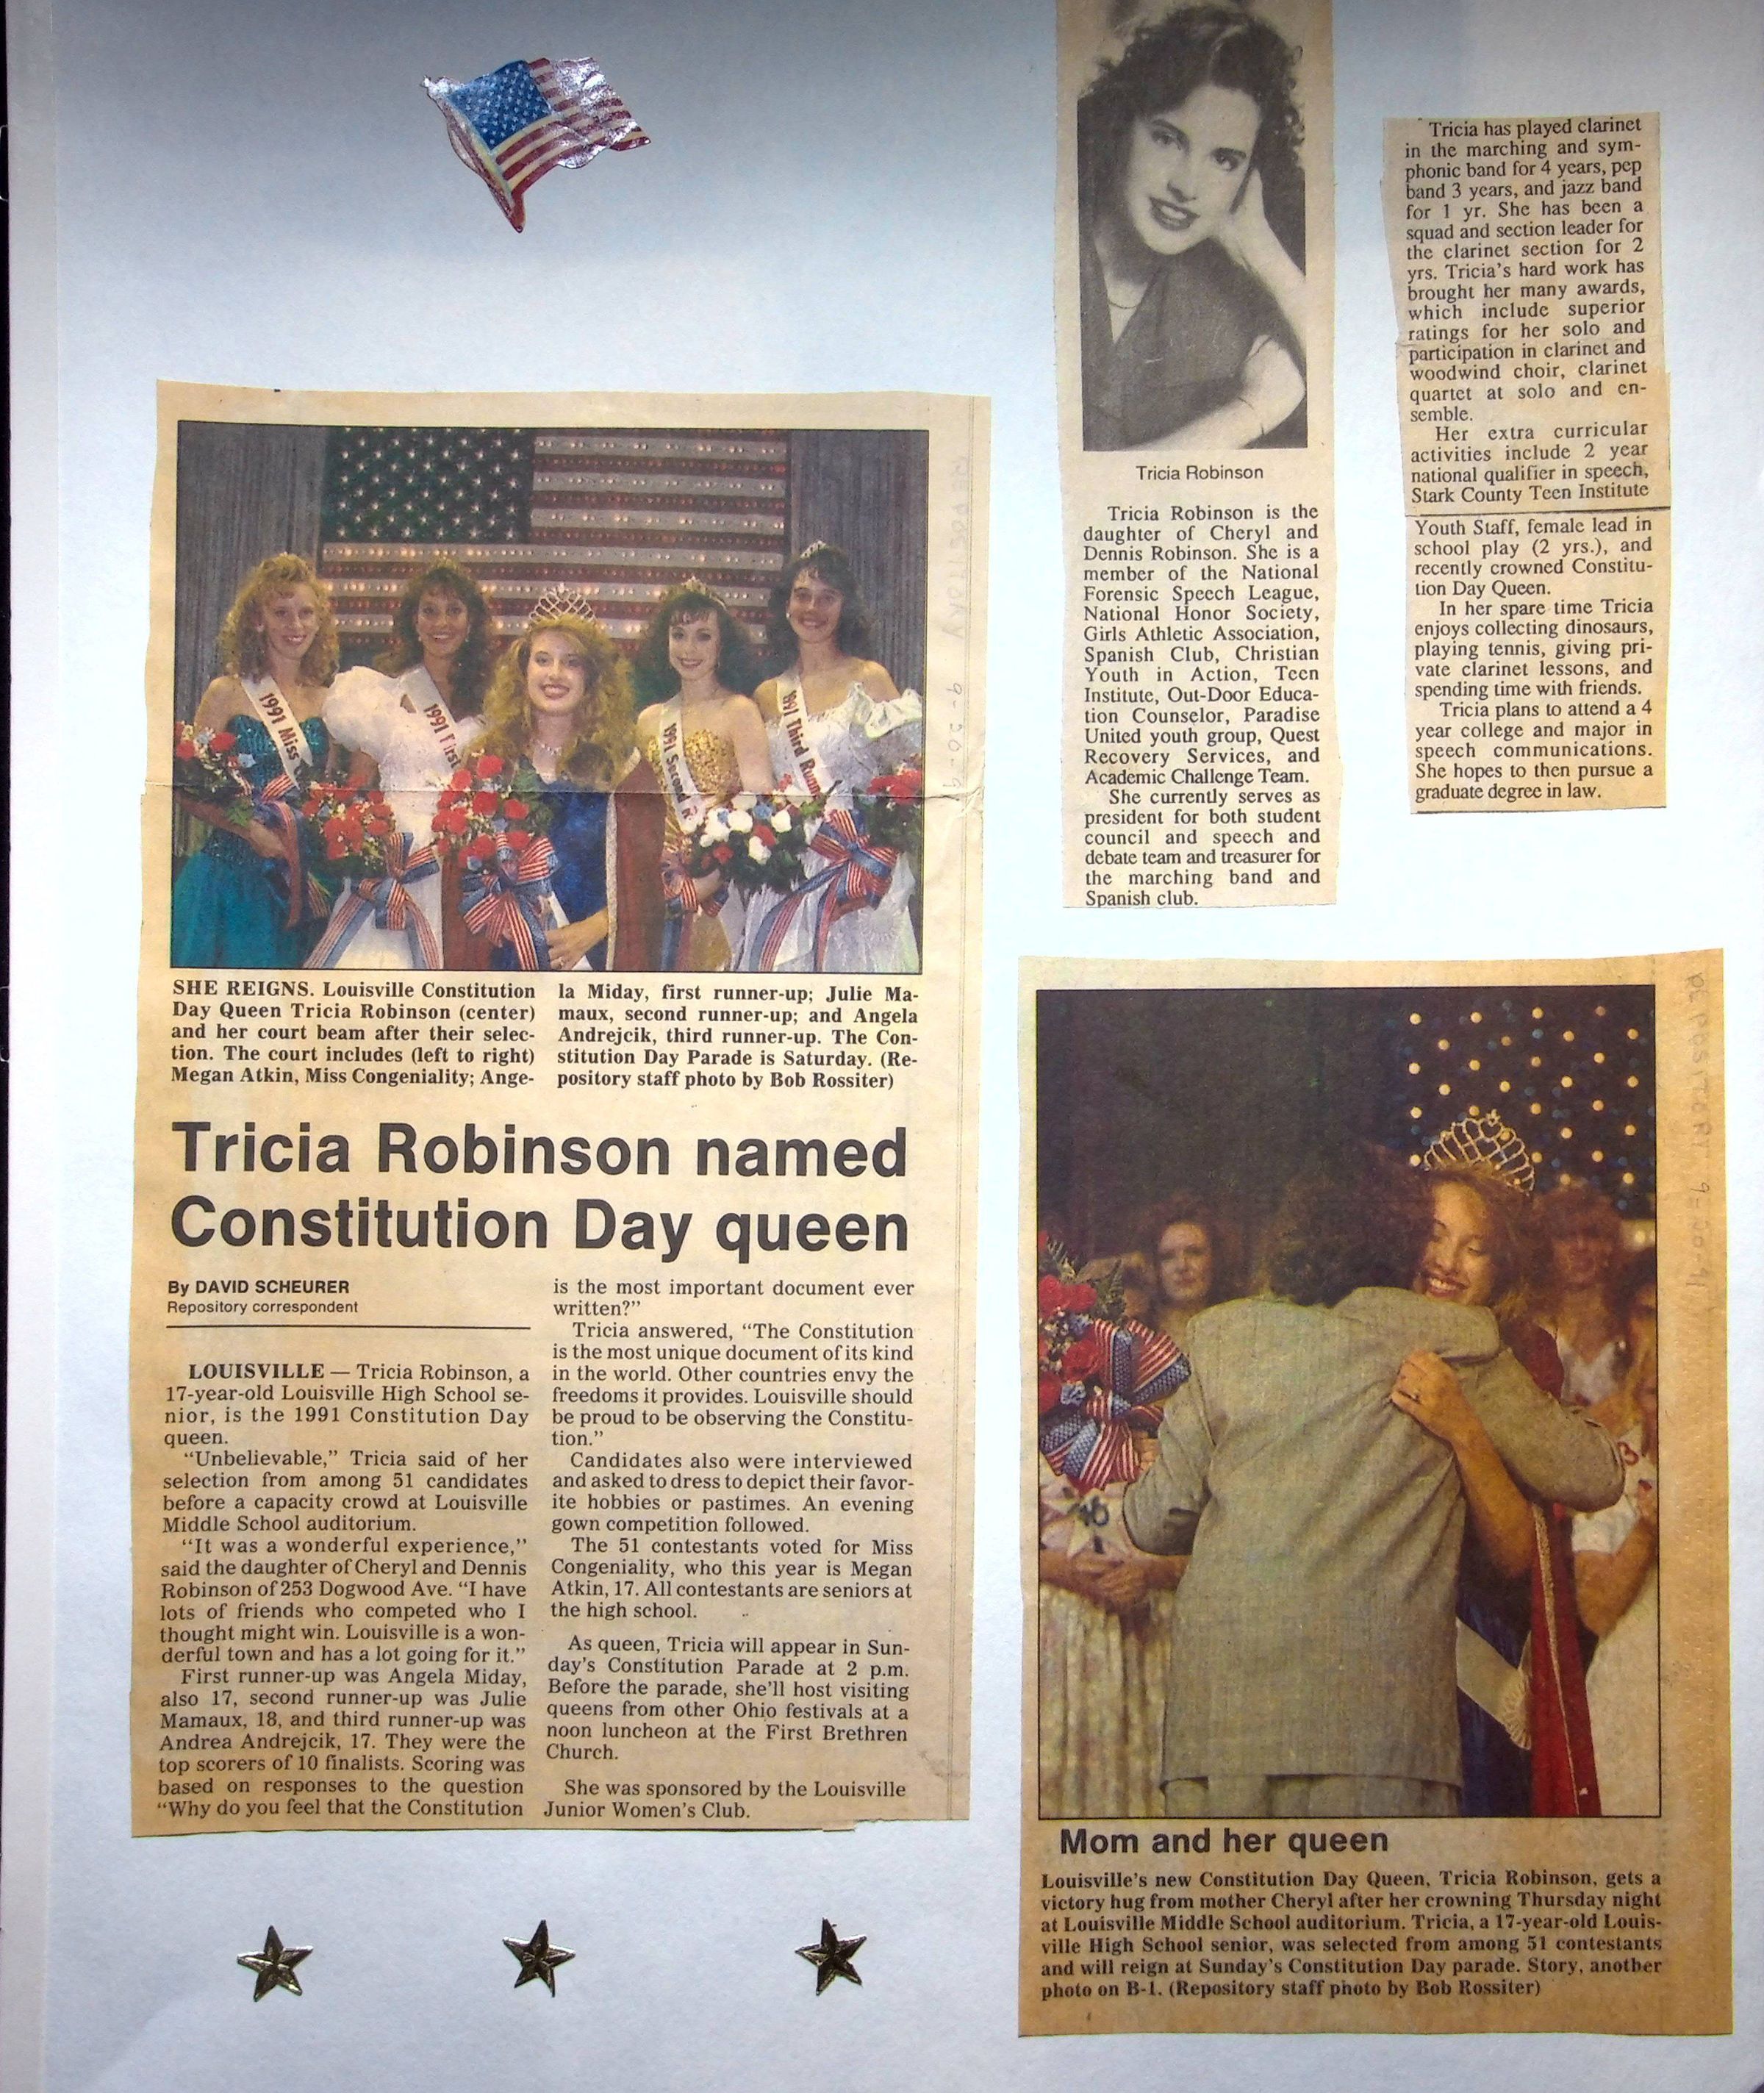 1991 Miss
1991 First
1991 Second
1991 Third Runner
SHE REIGNS. Louisville Constitution
Day Queen Tricia Robinson (center)
and her court beam after their selec-
tion. The court includes (left to right)
Megan Atkin, Miss Congeniality; Ange-
la Miday, first runner-up; Julie Ma-
maux, second runner-up; and Angela
Andrejcik, third runner-up. The Con-
stitution Day Parade is Saturday. (Re-
pository staff photo by Bob Rossiter)
Tricia Robinson named
Constitution Day queen
By DAVID SCHEURER
Repository correspondent
LOUISVILLE — Tricia Robinson, a
17-year-old Louisville High School se-
nior, is the 1991 Constitution Day
queen.
“Unbelievable,” Tricia said of her
selection from among 51 candidates
before a capacity crowd at Louisville
Middle School auditorium.
“It was a wonderful experience,”
said the daughter of Cheryl and Dennis
Robinson of 253 Dogwood Ave. “I have
lots of friends who competed who I
thought might win. Louisville is a won-
derful town and has a lot going for it.”
First runner-up was Angela Miday,
also 17, second runner-up was Julie
Mamaux, 18, and third runner-up was
Andrea Andrejcik, 17. They were the
top scorers of 10 finalists. Scoring was
based on responses to the question
“Why do you feel that the Constitution
is the most important document ever
written?”
Tricia answered, “The Constitution
is the most unique document of its kind
in the world. Other countries envy the
freedoms it provides. Louisville should
be proud to be observing the Constitu-
tion.”
Candidates also were interviewed
and asked to dress to depict their favor-
ite hobbies or pastimes. An evening
gown competition followed.
The 51 contestants voted for Miss
Congeniality, who this year is Megan
Atkin, 17. All contestants are seniors at
the high school.
As queen, Tricia will appear in Sun-
day’s Constitution Parade at 2 p.m.
Before the parade, she’ll host visiting
queens from other Ohio festivals at a
noon luncheon at the First Brethren
Church.
She was sponsored by the Louisville
Junior Women’s Club.
REPOSITORY 9-20-91
Tricia Robinson
Tricia Robinson is the
daughter of Cheryl and
Dennis Robinson. She is a
member of the National
Forensic Speech League,
National Honor Society,
Girls Athletic Association,
Spanish Club, Christian
Youth in Action, Teen
Institute, Out-Door Educa-
tion Counselor, Paradise
United youth group, Quest
Recovery Services, and
Academic Challenge Team.
She currently serves as
president for both student
council and speech and
debate team and treasurer for
the marching band and
Spanish club.
Tricia has played clarinet
in the marching and sym-
phonic band for 4 years, pep
band 3 years, and jazz band
for 1 yr. She has been a
squad and section leader for
the clarinet section for 2
yrs. Tricia’s hard work has
brought her many awards,
which include superior
ratings for her solo and
participation in clarinet and
woodwind choir, clarinet
quartet at solo and en-
semble.
Her extra curricular
activities include 2 year
national qualifier in speech,
Stark County Teen Institute
Youth Staff, female lead in
school play (2 yrs.), and
recently crowned Constitu-
tion Day Queen.
In her spare time Tricia
enjoys collecting dinosaurs,
playing tennis, giving pri-
vate clarinet lessons, and
spending time with friends.
Tricia plans to attend a 4
year college and major in
speech communications.
She hopes to then pursue a
graduate degree in law.
REPOSITORY 9-20-91
Mom and her queen
Louisville’s new Constitution Day Queen, Tricia Robinson, gets a
victory hug from mother Cheryl after her crowning Thursday night
at Louisville Middle School auditorium. Tricia, a 17-year-old Louis-
ville High School senior, was selected from among 51 contestants
and will reign at Sunday’s Constitution Day parade. Story, another
photo on B-1. (Repository staff photo by Bob Rossiter)